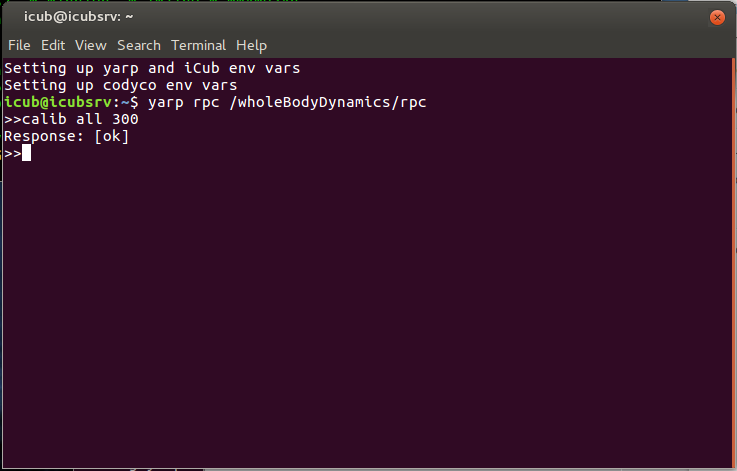 icub@icubsrv: ~
File Edit View Search Terminal Help
Setting up yarp and iCub env vars
Setting up codyco env vars
icub@icubsrv:~$ yarp rpc /wholeBodyDynamics/rpc
>>calib all 300
Response: [ok]
>>